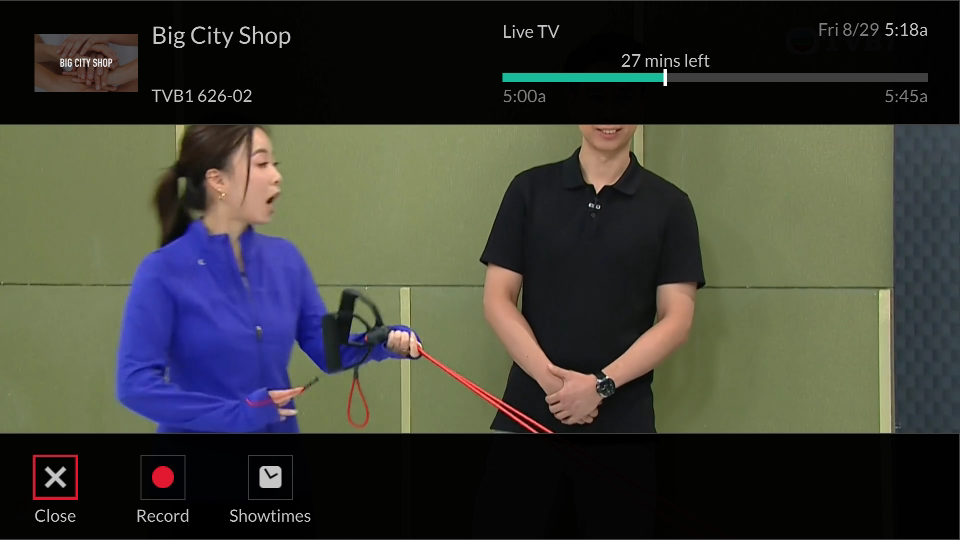 BIG CITY SHOP
Big City Shop
TVB1 626-02
Live TV
Fri 8/29 5:18a
27 mins left
5:00a
5:45a
Close
Record
Showtimes